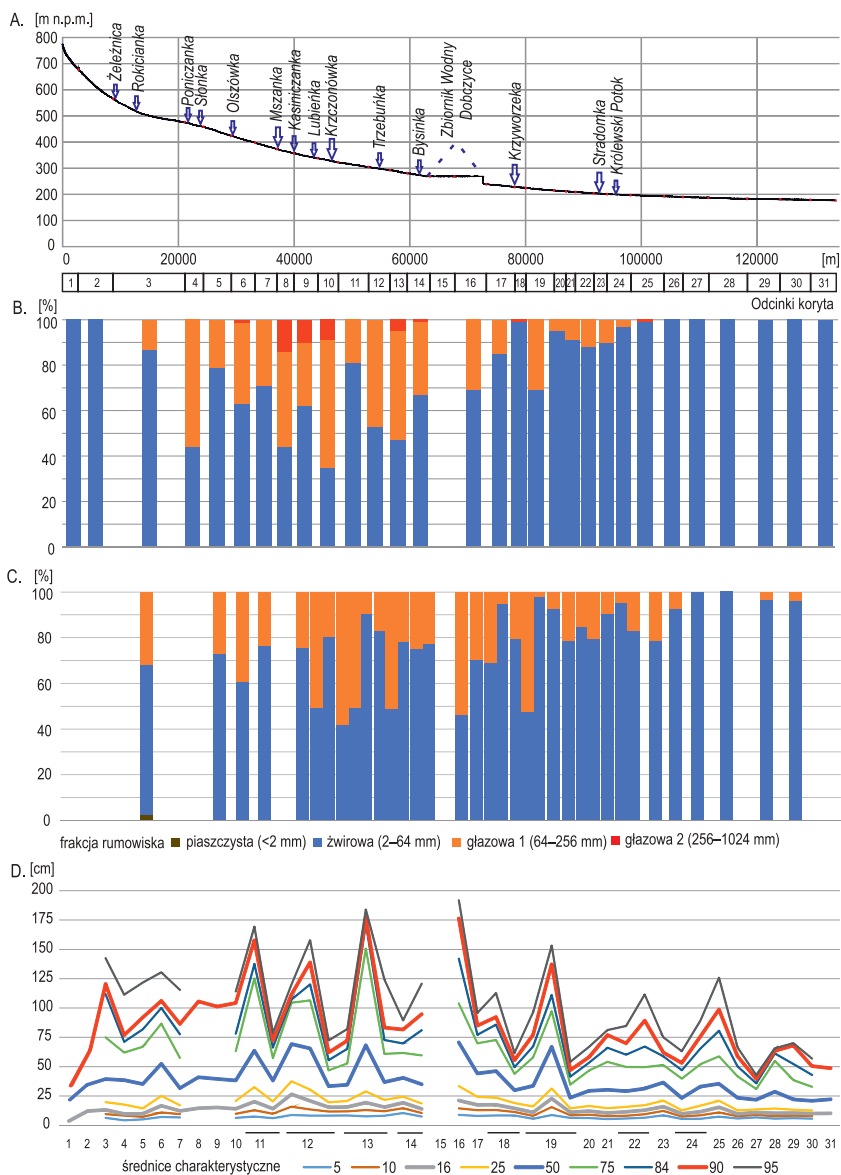 A. [m n.p.m.]
800
700
600
500
400
300
200
100
0
Żeleźnica
Rokicianka
Poniczanka
Słonka
Olszówka
Mszanka
Kasiniczanka
Lubieńka
Krzczonówka
Trzebuńka
Bysinka
Zbiornik Wodny
Dobczyce
Krzyworzeka
Stradomka
Królewski Potok
0 20000 40000 60000 80000 100000 120000 [m]
1 2 3 4 5 6 7 8 9 10 11 12 13 14 15 16 17 18 19 20 21 22 23 24 25 26 27 28 29 30 31
Odcinki koryta
B. [%]
100
80
60
40
20
0
C. [%]
100
80
60
40
20
0
frakcja rumowiska piaszczysta (<2 mm) żwirowa (2–64 mm) głazowa 1 (64–256 mm) głazowa 2 (256–1024 mm)
D. [cm]
200
175
150
125
100
75
50
25
0
1 2 3 4 5 6 7 8 9 10 11 12 13 14 15 16 17 18 19 20 21 22 23 24 25 26 27 28 29 30 31
średnice charakterystyczne 5 10 16 25 50 75 84 90 95